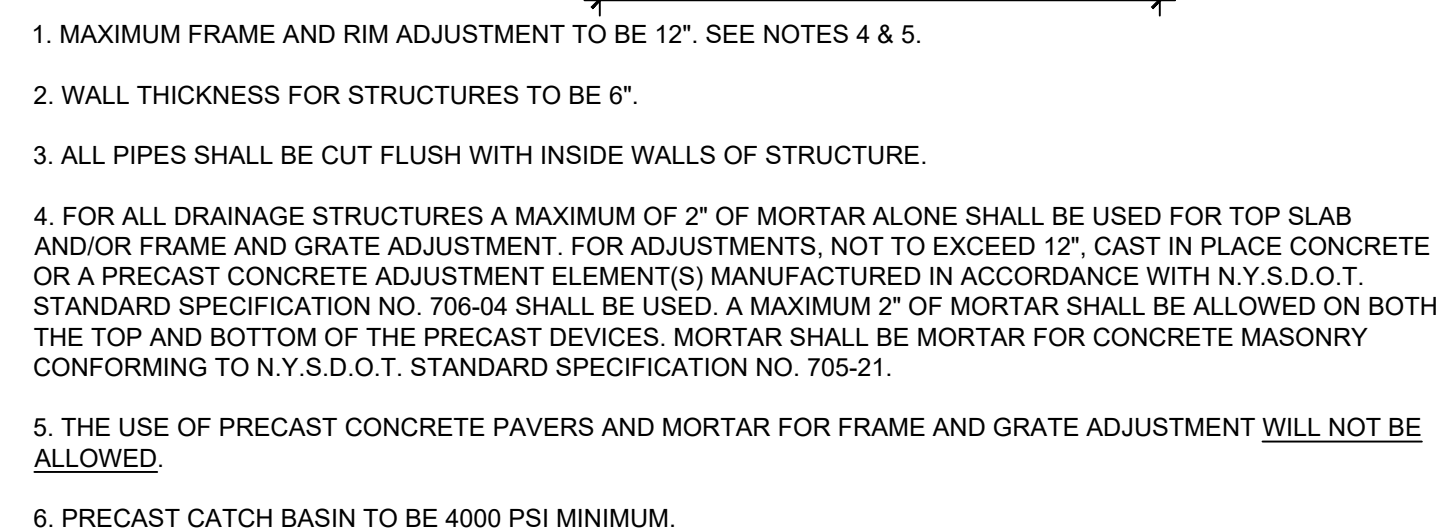 1. MAXIMUM FRAME AND RIM ADJUSTMENT TO BE 12". SEE NOTES 4 & 5.
2. WALL THICKNESS FOR STRUCTURES TO BE 6".
3. ALL PIPES SHALL BE CUT FLUSH WITH INSIDE WALLS OF STRUCTURE.
4. FOR ALL DRAINAGE STRUCTURES A MAXIMUM OF 2" OF MORTAR ALONE SHALL BE USED FOR TOP SLAB
AND/OR FRAME AND GRATE ADJUSTMENT. FOR ADJUSTMENTS, NOT TO EXCEED 12", CAST IN PLACE CONCRETE
OR A PRECAST CONCRETE ADJUSTMENT ELEMENT(S) MANUFACTURED IN ACCORDANCE WITH N.Y.S.D.O.T.
STANDARD SPECIFICATION NO. 706-04 SHALL BE USED. A MAXIMUM 2" OF MORTAR SHALL BE ALLOWED ON BOTH
THE TOP AND BOTTOM OF THE PRECAST DEVICES. MORTAR SHALL BE MORTAR FOR CONCRETE MASONRY
CONFORMING TO N.Y.S.D.O.T. STANDARD SPECIFICATION NO. 705-21.
5. THE USE OF PRECAST CONCRETE PAVERS AND MORTAR FOR FRAME AND GRATE ADJUSTMENT WILL NOT BE
ALLOWED.
6. PRECAST CATCH BASIN TO BE 4000 PSI MINIMUM.